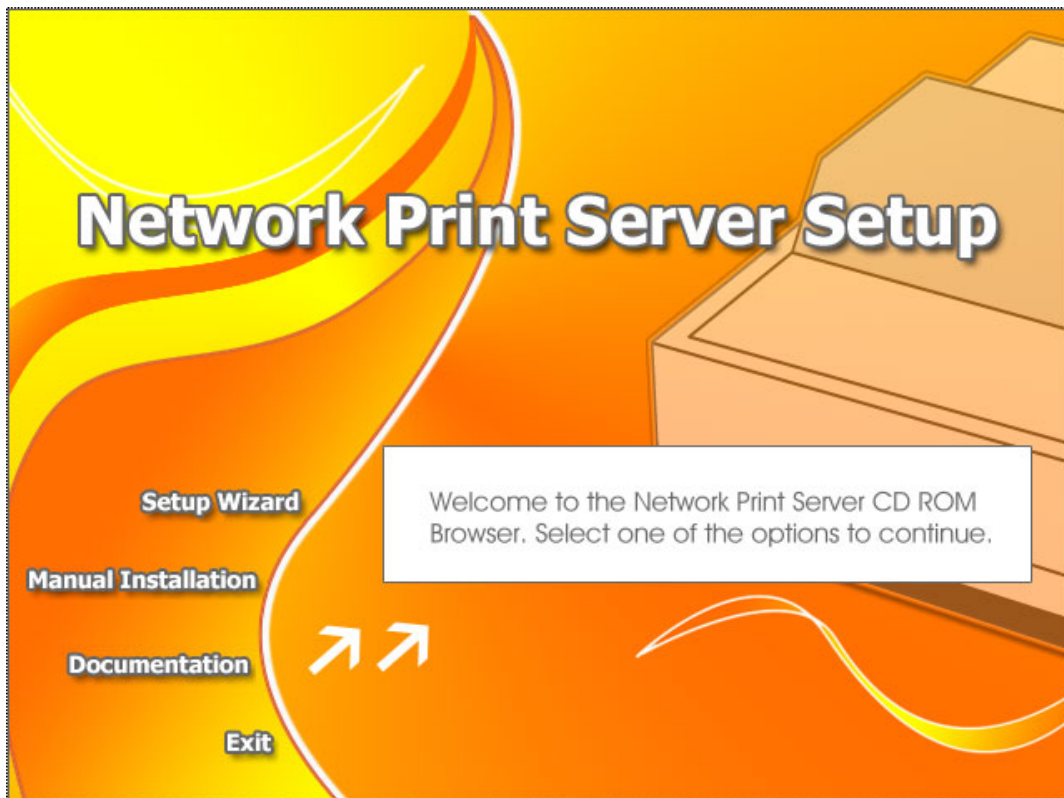 Network Print Server Setup
Setup Wizard
Welcome to the Network Print Server CD ROM
Browser. Select one of the options to continue.
Manual Installation
Documentation
Exit